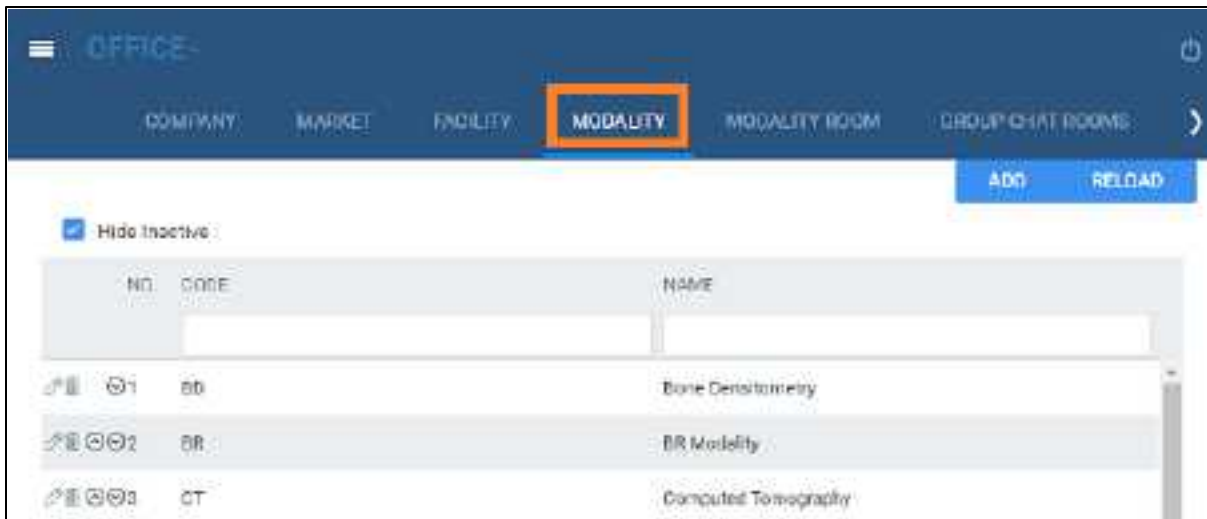 OFFICE
COMPANY MARKET FACILITY MODALITY MODALITY ROOM GROUP CHAT ROOMS
ADD RELOAD
Hide Inactive
NO. CODE NAME
1 BD Bone Densitometry
2 BR BR Modality
3 CT Computed Tomography